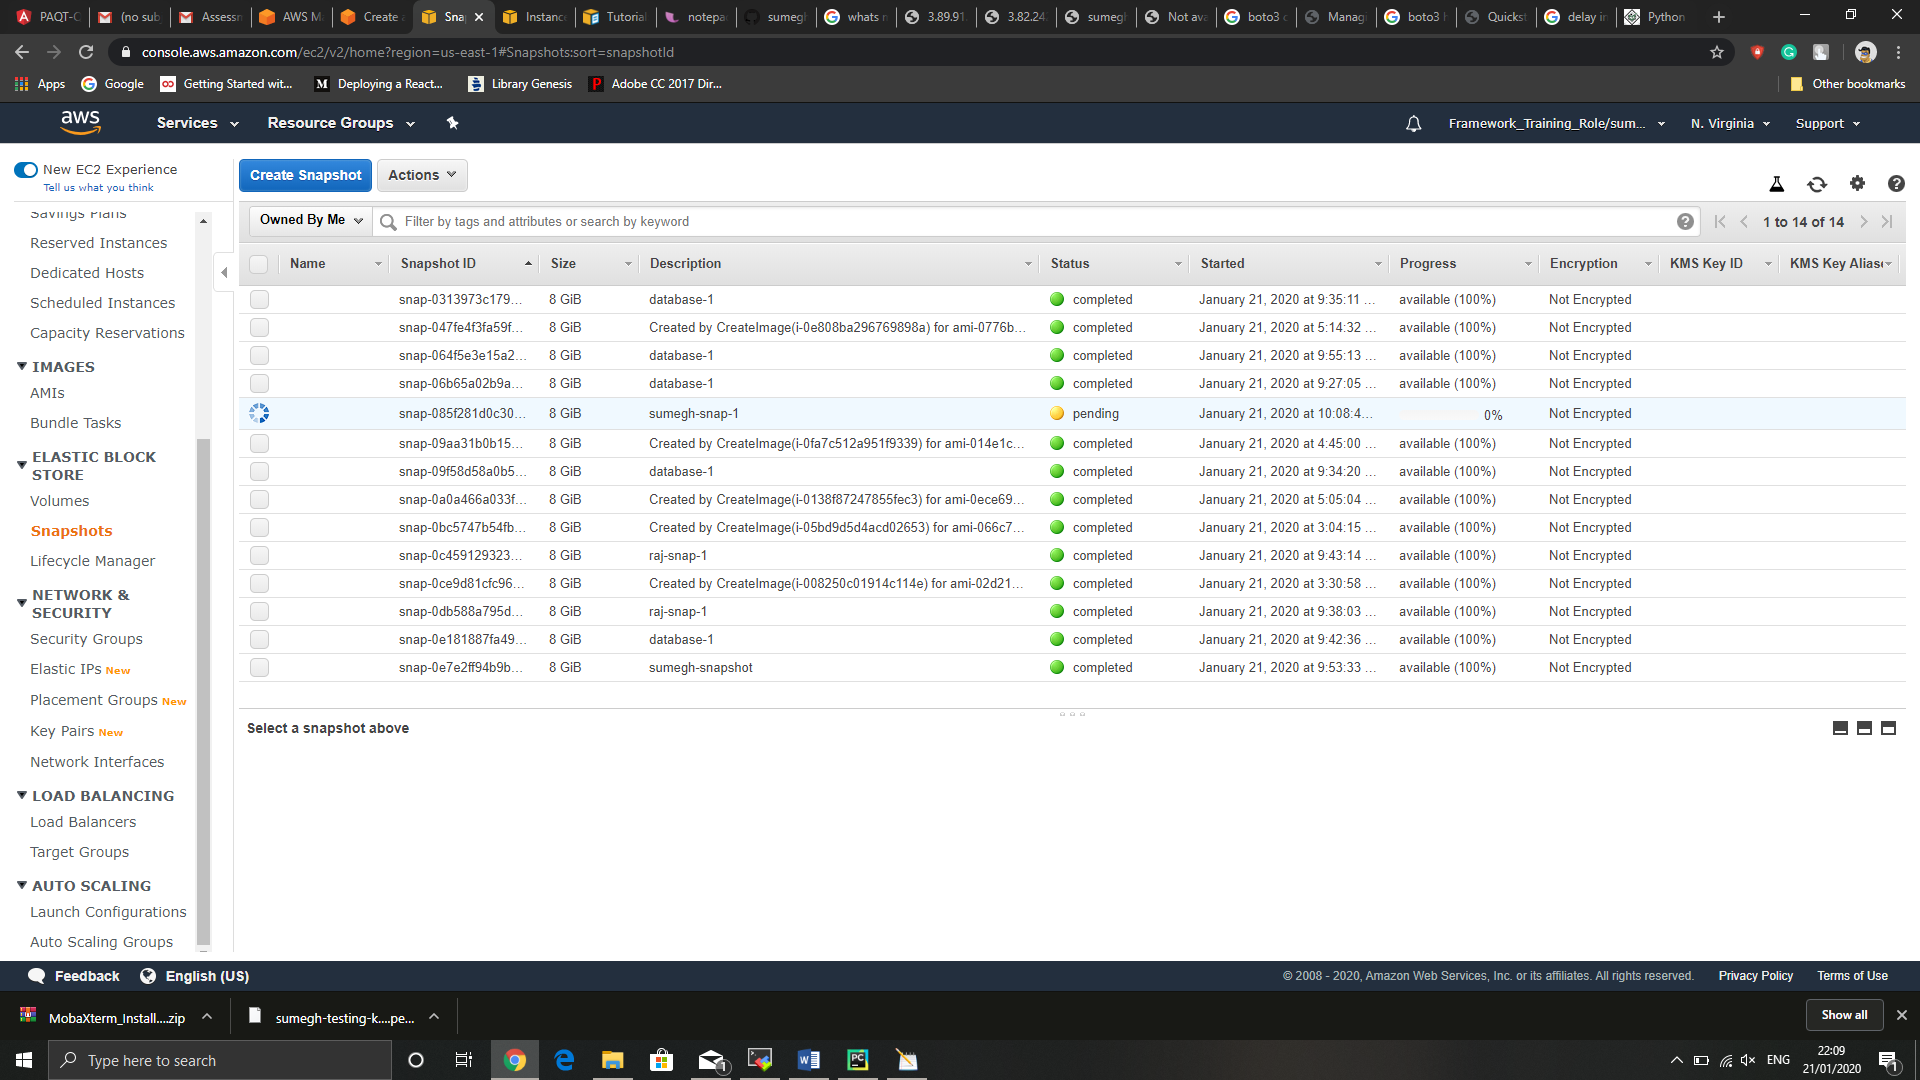 PAQT-C
(no sub
Assessm
AWS M
Create a
Snap
Instance
Tutorial
notepa
sumegh
whats m
3.89.91.
3.82.24
sumegh
Not ava
boto3 c
Manag
boto3 h
Quickst
delay in
Python
console.aws.amazon.com/ec2/v2/home?region=us-east-1#Snapshots:sort=snapshotId
Apps
Google
Getting Started wit...
Deploying a React...
Library Genesis
Adobe CC 2017 Dir...
Other bookmarks
aws
Services
Resource Groups
Framework_Training_Role/sum...
N. Virginia
Support
New EC2 Experience
Tell us what you think
Savings Plans
Reserved Instances
Dedicated Hosts
Scheduled Instances
Capacity Reservations
IMAGES
AMIs
Bundle Tasks
ELASTIC BLOCK
STORE
Volumes
Snapshots
Lifecycle Manager
NETWORK &
SECURITY
Security Groups
Elastic IPs New
Placement Groups New
Key Pairs New
Network Interfaces
LOAD BALANCING
Load Balancers
Target Groups
AUTO SCALING
Launch Configurations
Auto Scaling Groups
Create Snapshot
Actions
Owned By Me
Filter by tags and attributes or search by keyword
1 to 14 of 14
Name Snapshot ID Size Description Status Started Progress Encryption KMS Key ID KMS Key Alias
snap-0313973c179... 8 GiB database-1 completed January 21, 2020 at 9:35:11 ... available (100%) Not Encrypted
snap-047fe4f3fa59f... 8 GiB Created by CreateImage(i-0e808ba296769898a) for ami-0776b... completed January 21, 2020 at 5:14:32 ... available (100%) Not Encrypted
snap-064f5e3e15a2... 8 GiB database-1 completed January 21, 2020 at 9:55:13 ... available (100%) Not Encrypted
snap-06b65a02b9a... 8 GiB database-1 completed January 21, 2020 at 9:27:05 ... available (100%) Not Encrypted
snap-085f281d0c30... 8 GiB sumegh-snap-1 pending January 21, 2020 at 10:08:4... 0% Not Encrypted
snap-09aa31b0b15... 8 GiB Created by CreateImage(i-0fa7c512a951f9339) for ami-014e1c... completed January 21, 2020 at 4:45:00 ... available (100%) Not Encrypted
snap-09f58d58a0b5... 8 GiB database-1 completed January 21, 2020 at 9:34:20 ... available (100%) Not Encrypted
snap-0a0a466a033f... 8 GiB Created by CreateImage(i-0138f87247855fec3) for ami-0ece69... completed January 21, 2020 at 5:05:04 ... available (100%) Not Encrypted
snap-0bc5747b54fb... 8 GiB Created by CreateImage(i-05bd9d5d4acd02653) for ami-066c7... completed January 21, 2020 at 3:04:15 ... available (100%) Not Encrypted
snap-0c459129323... 8 GiB raj-snap-1 completed January 21, 2020 at 9:43:14 ... available (100%) Not Encrypted
snap-0ce9d81cfc96... 8 GiB Created by CreateImage(i-008250c01914c114e) for ami-02d21... completed January 21, 2020 at 3:30:58 ... available (100%) Not Encrypted
snap-0db588a795d... 8 GiB raj-snap-1 completed January 21, 2020 at 9:38:03 ... available (100%) Not Encrypted
snap-0e181887fa49... 8 GiB database-1 completed January 21, 2020 at 9:42:36 ... available (100%) Not Encrypted
snap-0e7e2ff94b9b... 8 GiB sumegh-snapshot completed January 21, 2020 at 9:53:33 ... available (100%) Not Encrypted
Select a snapshot above
Feedback
English (US)
© 2008 - 2020, Amazon Web Services, Inc. or its affiliates. All rights reserved.
Privacy Policy
Terms of Use
MobaXterm_Install....zip
sumegh-testing-k....pe...
Show all
Type here to search
1
PC
ENG
22:09
21/01/2020
1